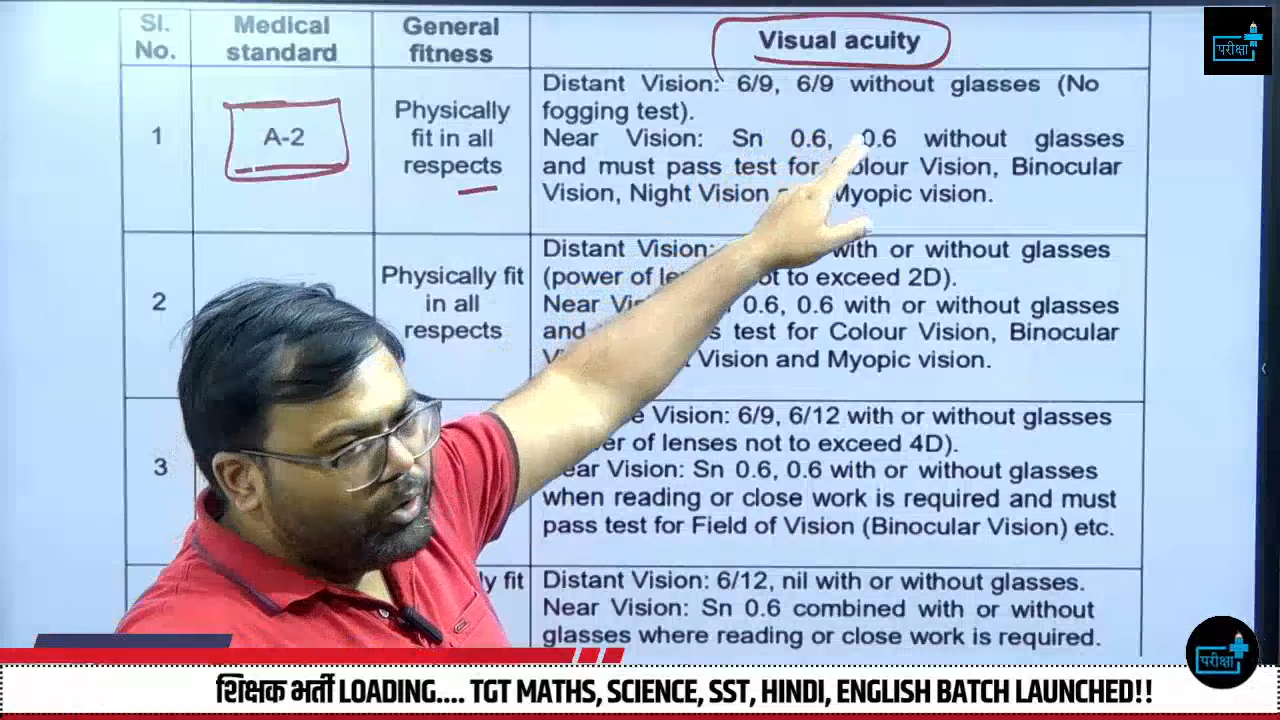 Sl. No.
Medical standard
General fitness
Visual acuity
1
A-2
Physically
fit in all
respects
Distant Vision: 6/9, 6/9 without glasses (No
fogging test).
Near Vision: Sn 0.6, 0.6 without glasses
and must pass test for Colour Vision, Binocular
Vision, Night Vision Myopic vision.
2
Physically fit
in all
respects
Distant Vision: with or without glasses
(power of not to exceed 2D).
Near 0.6, 0.6 with or without glasses
and test for Colour Vision, Binocular
Vision and Myopic vision.
3
Vision: 6/9, 6/12 with or without glasses
of lenses not to exceed 4D).
Near Vision: Sn 0.6, 0.6 with or without glasses
when reading or close work is required and must
pass test for Field of Vision (Binocular Vision) etc.
fit
Distant Vision: 6/12, nil with or without glasses.
Near Vision: Sn 0.6 combined with or without
glasses where reading or close work is required.
परीक्षा
परीक्षा
शिक्षक भर्ती LOADING.... TGT MATHS, SCIENCE, SST, HINDI, ENGLISH BATCH LAUNCHED!!